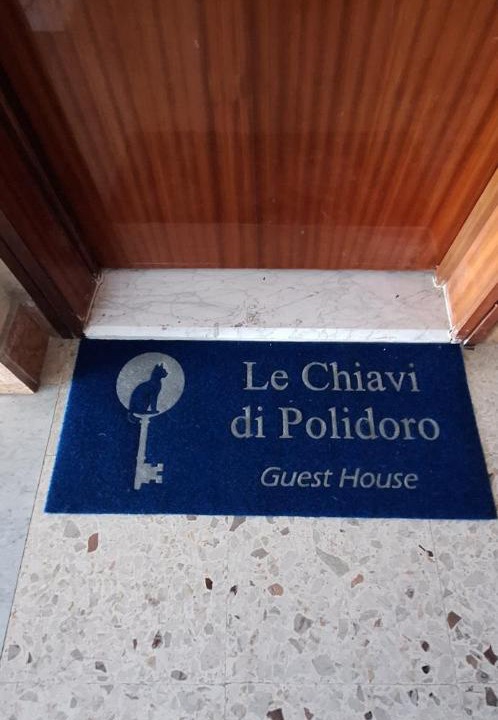 Le Chiavi
di Polidoro
Guest House